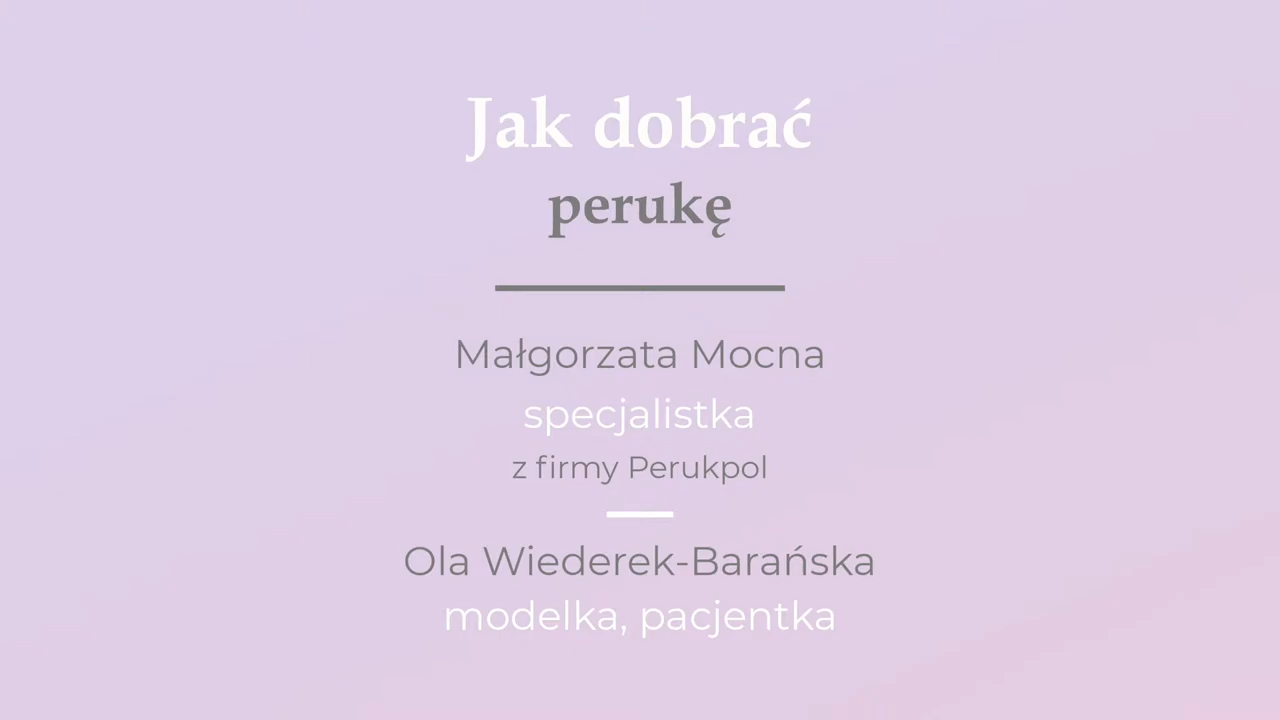 Jak dobrać
perukę
Małgorzata Mocna
specjalistka
z firmy Perukpol
Ola Wiederek-Barańska
modelka, pacjentka